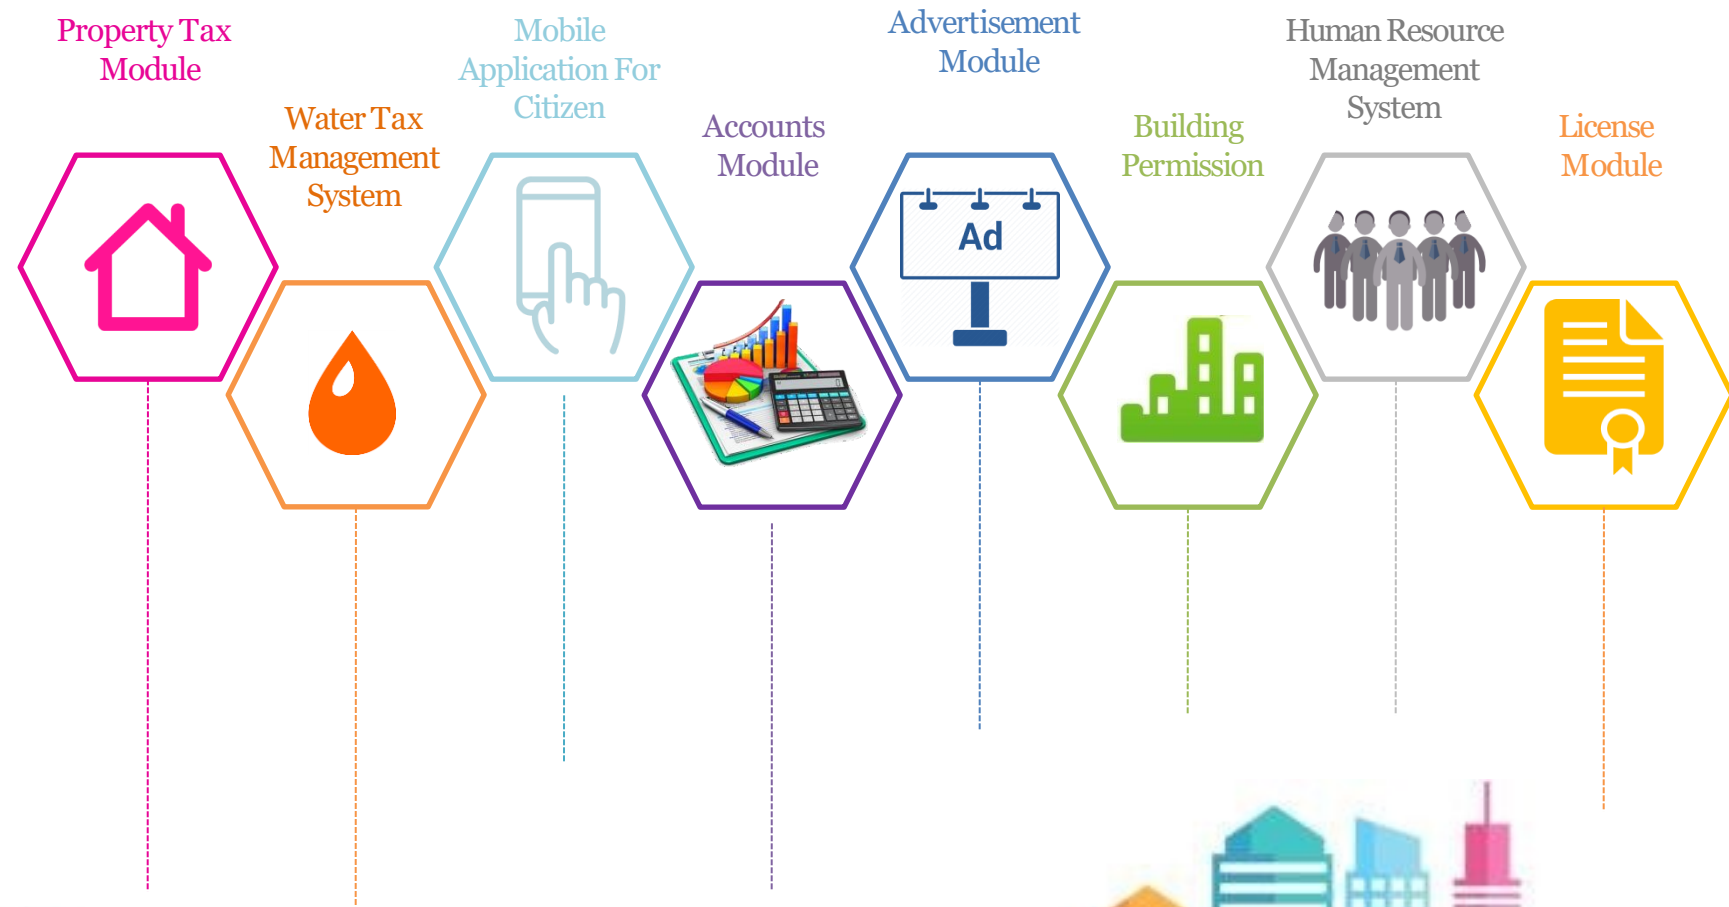 Property Tax
Module
Water Tax
Management
System
Mobile
Application For
Citizen
Accounts
Module
Advertisement
Module
Ad
Building
Permission
Human Resource
Management
System
License
Module